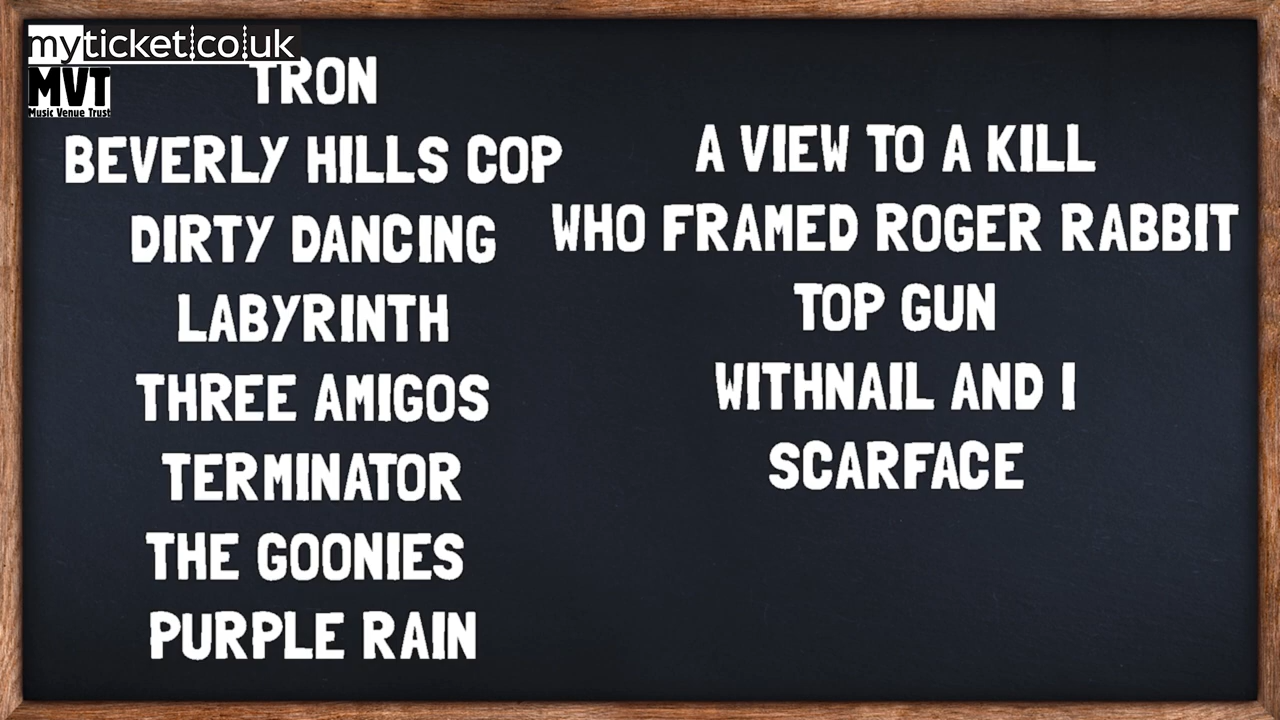 myticket.co.uk
MVT
Music Venue Trust
TRON
BEVERLY HILLS COP
DIRTY DANCING
LABYRINTH
THREE AMIGOS
TERMINATOR
THE GOONIES
PURPLE RAIN
A VIEW TO A KILL
WHO FRAMED ROGER RABBIT
TOP GUN
WITHNAIL AND I
SCARFACE